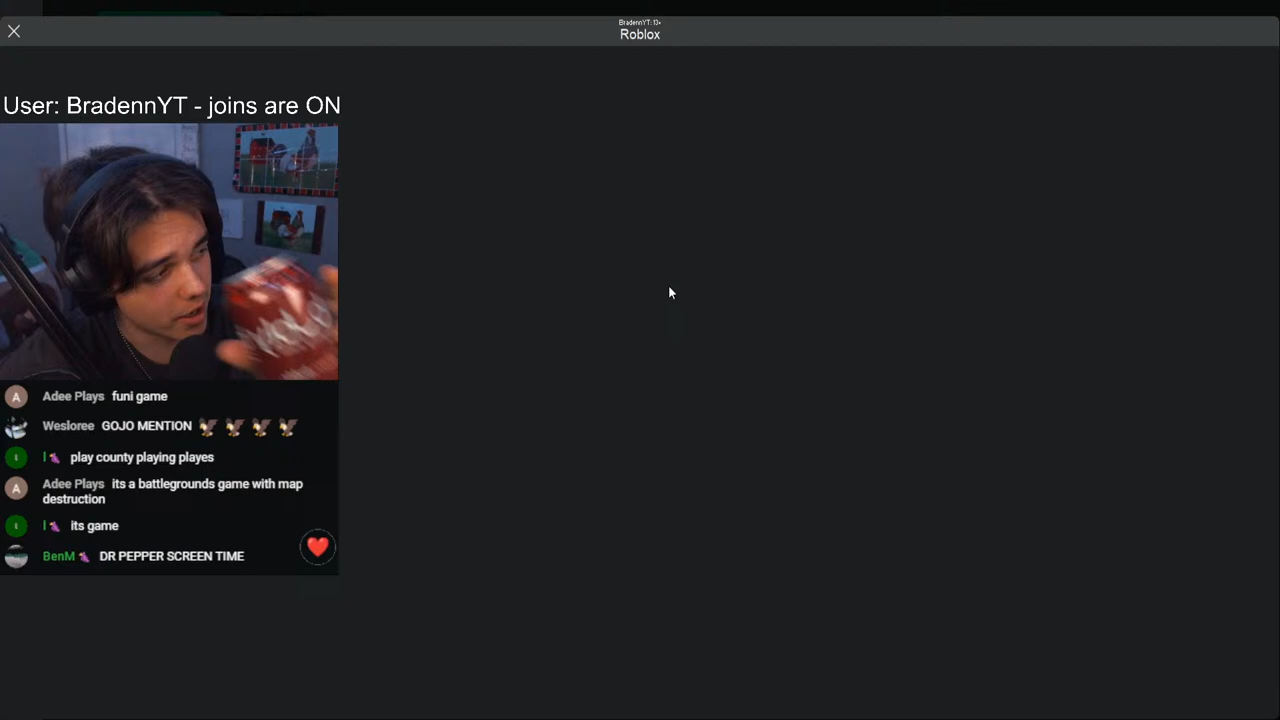 BradennYT: 13+
Roblox
User: BradennYT - joins are ON
A Adee Plays funi game
Wesloree GOJO MENTION
l play county playing playes
A Adee Plays its a battlegrounds game with map
destruction
l its game
BenM DR PEPPER SCREEN TIME